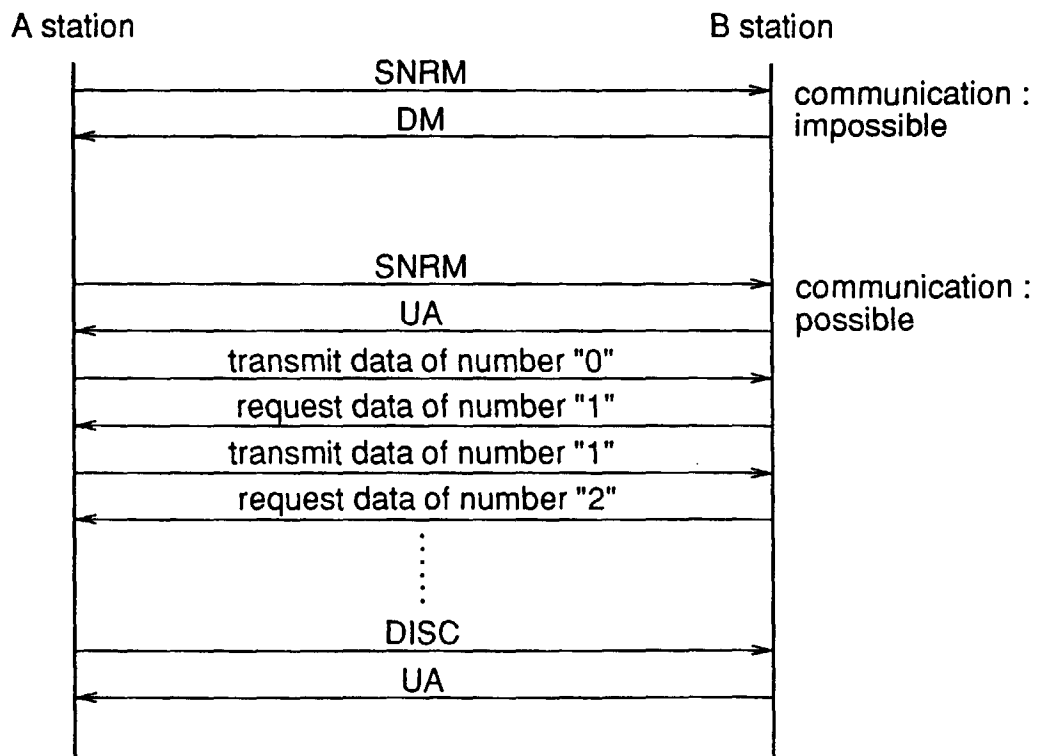 A station
B station
SNRM
communication :
impossible
DM
SNRM
communication :
possible
UA
transmit data of number "0"
request data of number "1"
transmit data of number "1"
request data of number "2"
DISC
UA